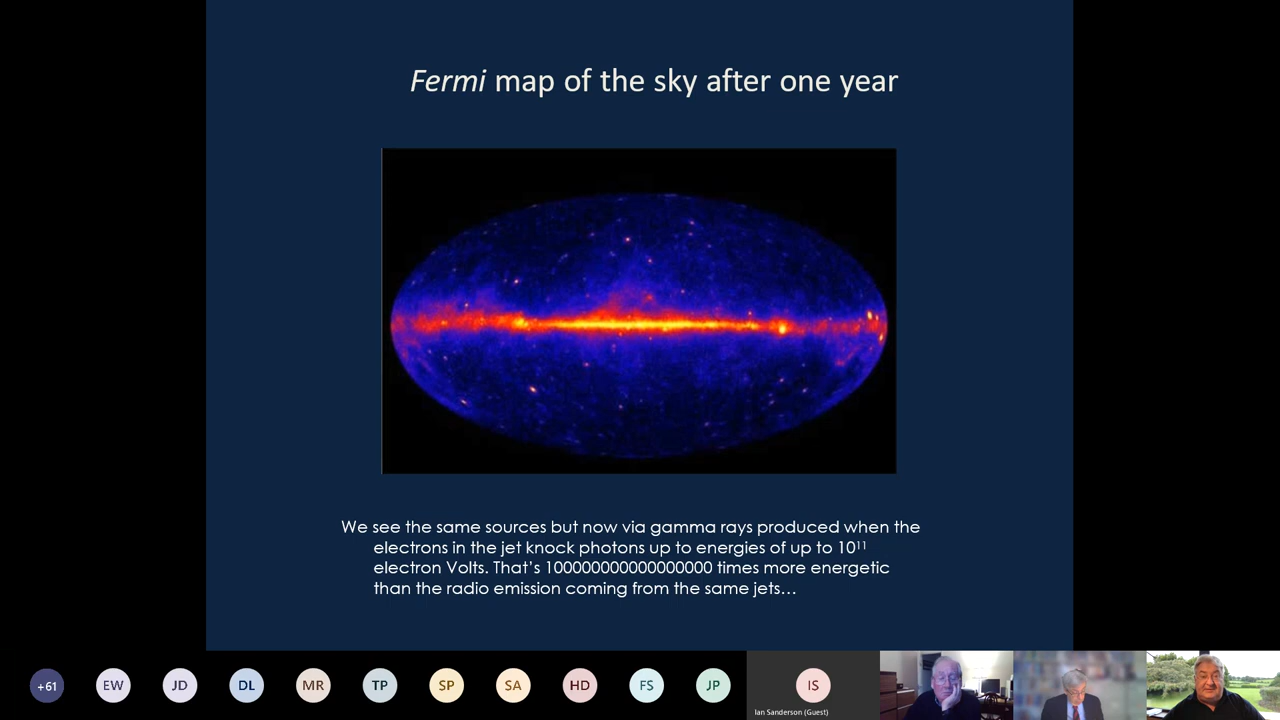 Fermi map of the sky after one year
We see the same sources but now via gamma rays produced when the
electrons in the jet knock photons up to energies of up to 10¹¹
electron Volts. That's 100000000000000000 times more energetic
than the radio emission coming from the same jets…
+61 EW JD DL MR TP SP SA HD FS JP IS
Ian Sanderson (Guest)